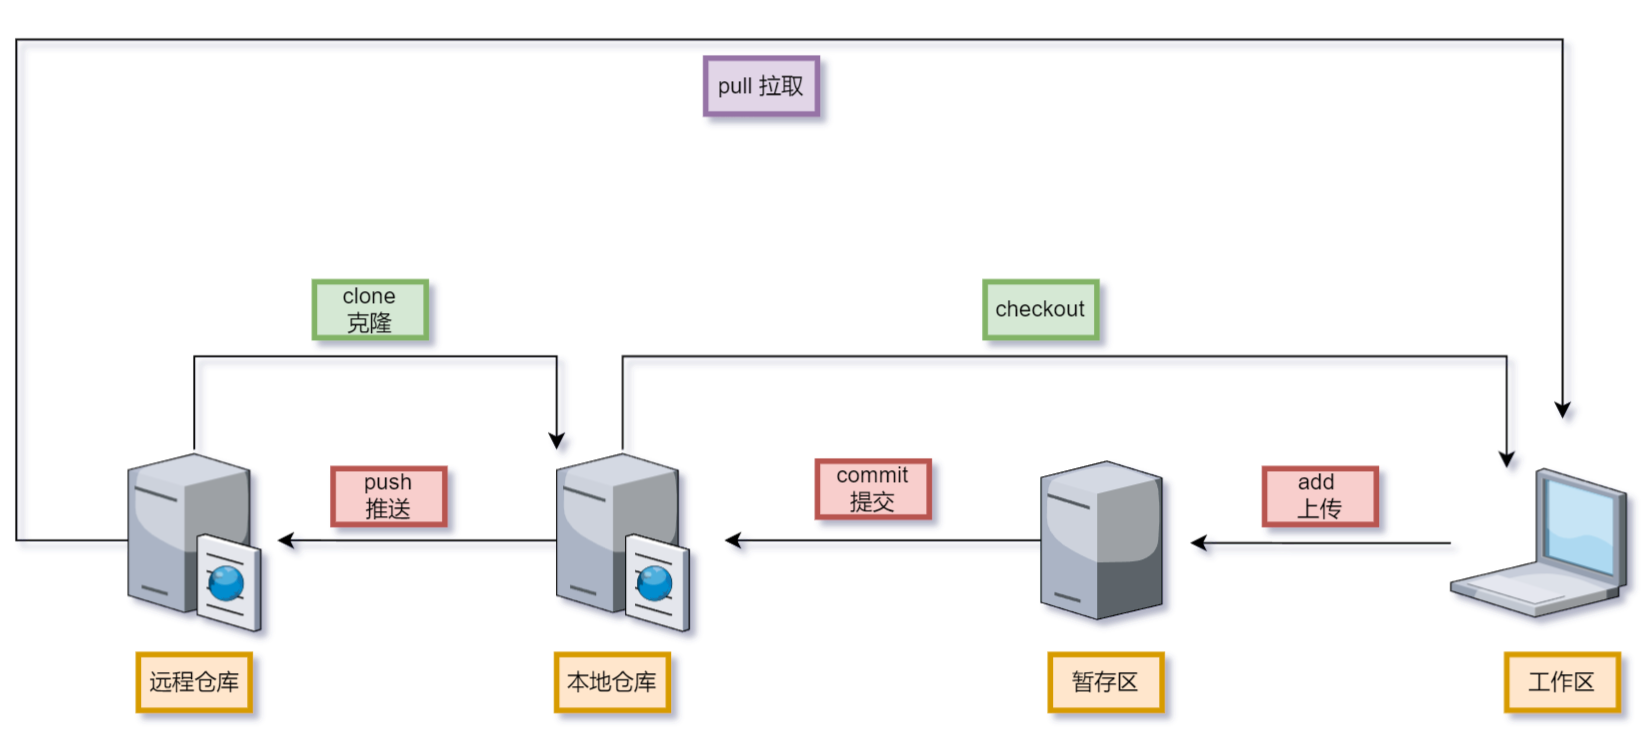 pull 拉取
clone
克隆
checkout
push
推送
commit
提交
add
上传
远程仓库
本地仓库
暂存区
工作区